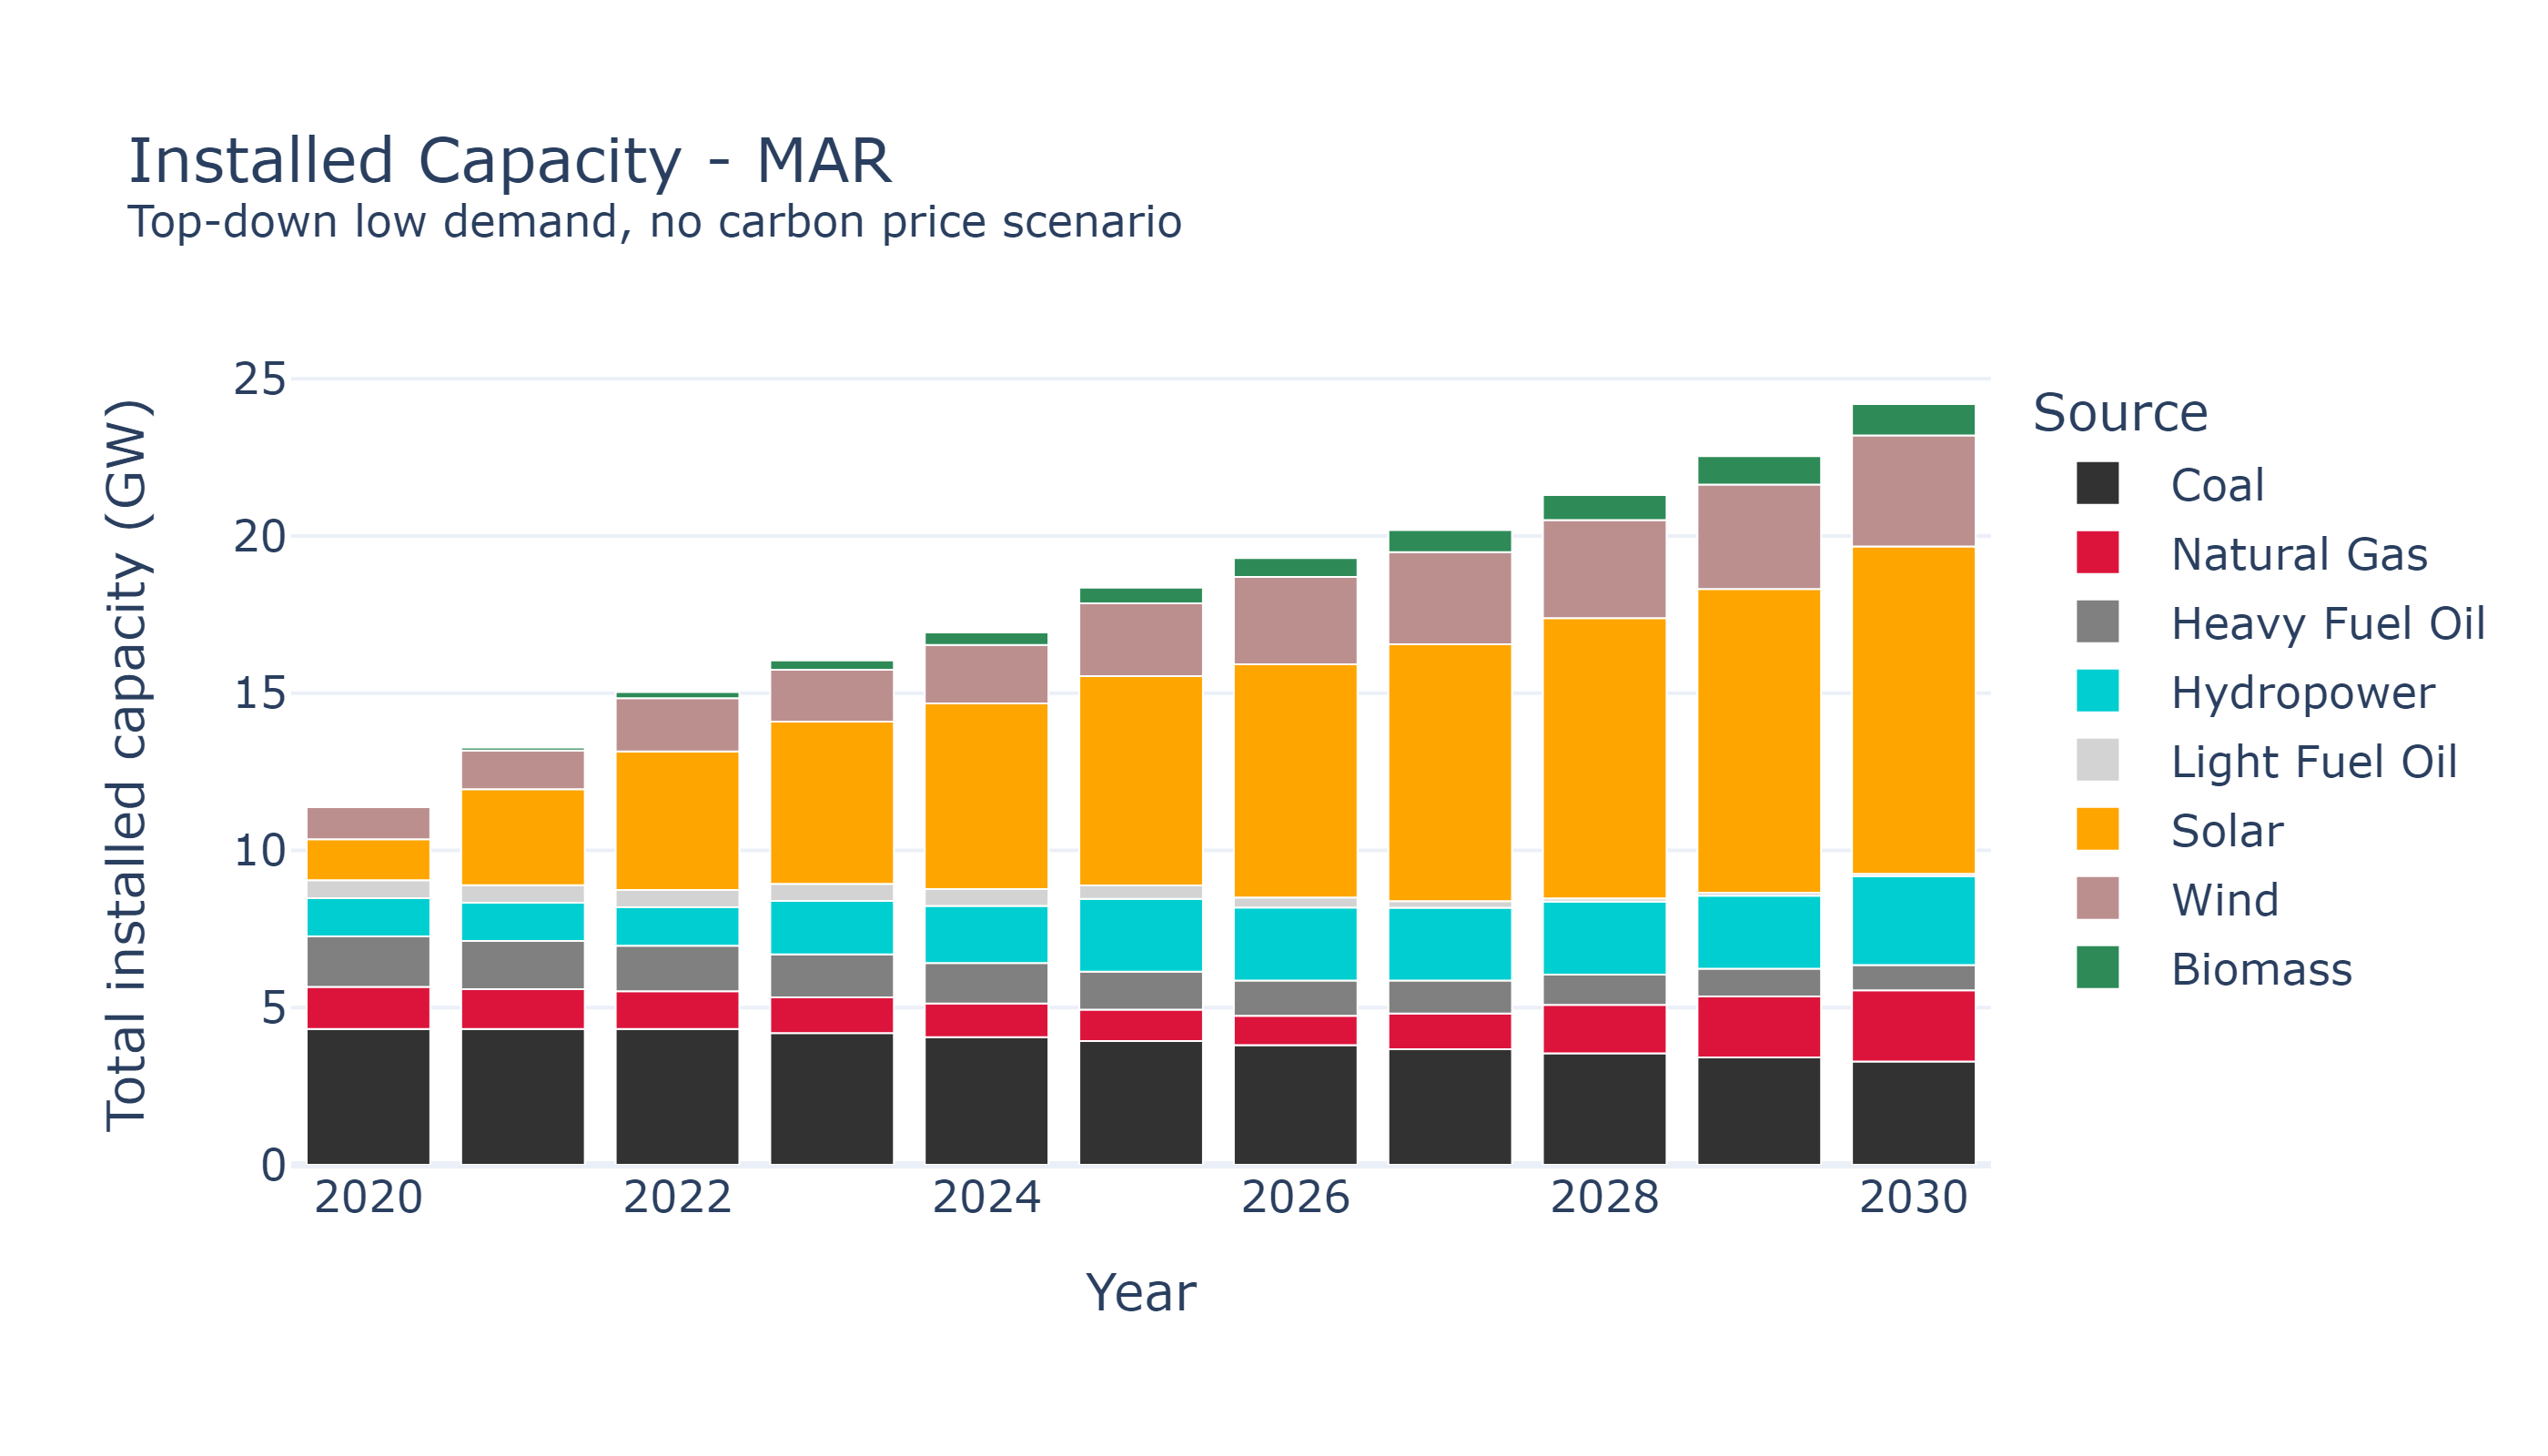 Installed Capacity - MAR
Top-down low demand, no carbon price scenario
Total installed capacity (GW)
25
20
15
10
5
0
2020
2022
2024
2026
2028
2030
Year
Source
Coal
Natural Gas
Heavy Fuel Oil
Hydropower
Light Fuel Oil
Solar
Wind
Biomass